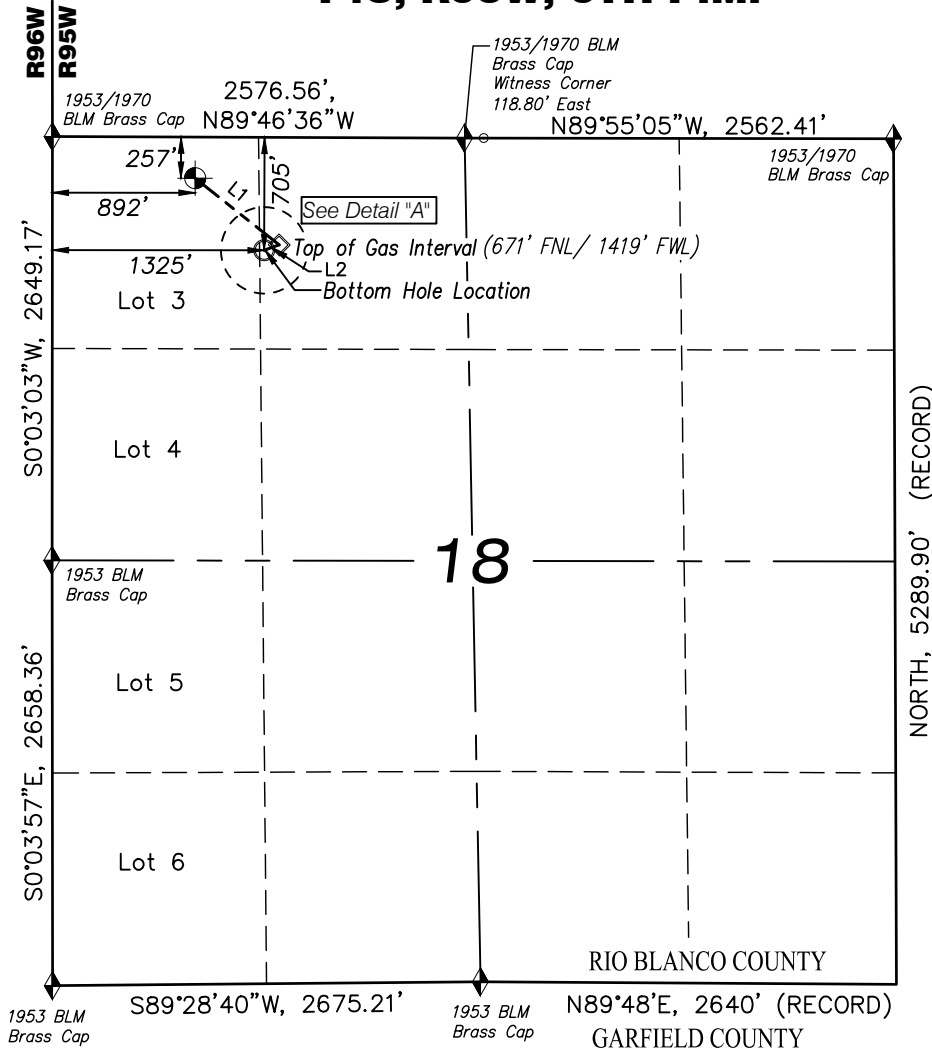 R96W
R95W
1953/1970
BLM Brass Cap
2576.56',
N89°46'36"W
1953/1970 BLM
Brass Cap
Witness Corner
118.80' East
N89°55'05"W, 2562.41'
1953/1970
BLM Brass Cap
257'
892'
L1
705'
See Detail "A"
Top of Gas Interval (671' FNL/ 1419' FWL)
L2
Bottom Hole Location
1325'
Lot 3
S0°03'03"W, 2649.17'
Lot 4
18
NORTH, 5289.90' (RECORD)
1953 BLM
Brass Cap
Lot 5
S0°03'57"E, 2658.36'
Lot 6
RIO BLANCO COUNTY
1953 BLM
Brass Cap
S89°28'40"W, 2675.21'
1953 BLM
Brass Cap
N89°48'E, 2640' (RECORD)
GARFIELD COUNTY